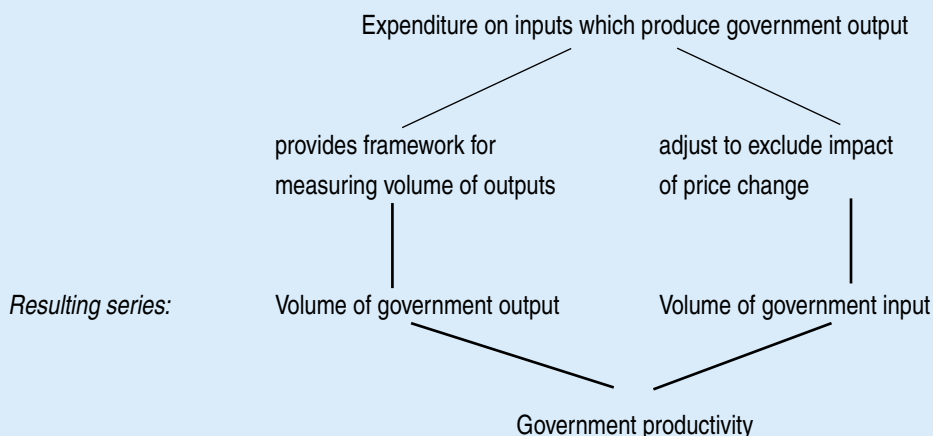 Expenditure on inputs which produce government output
provides framework for
measuring volume of outputs
adjust to exclude impact
of price change
Resulting series:
Volume of government output
Volume of government input
Government productivity